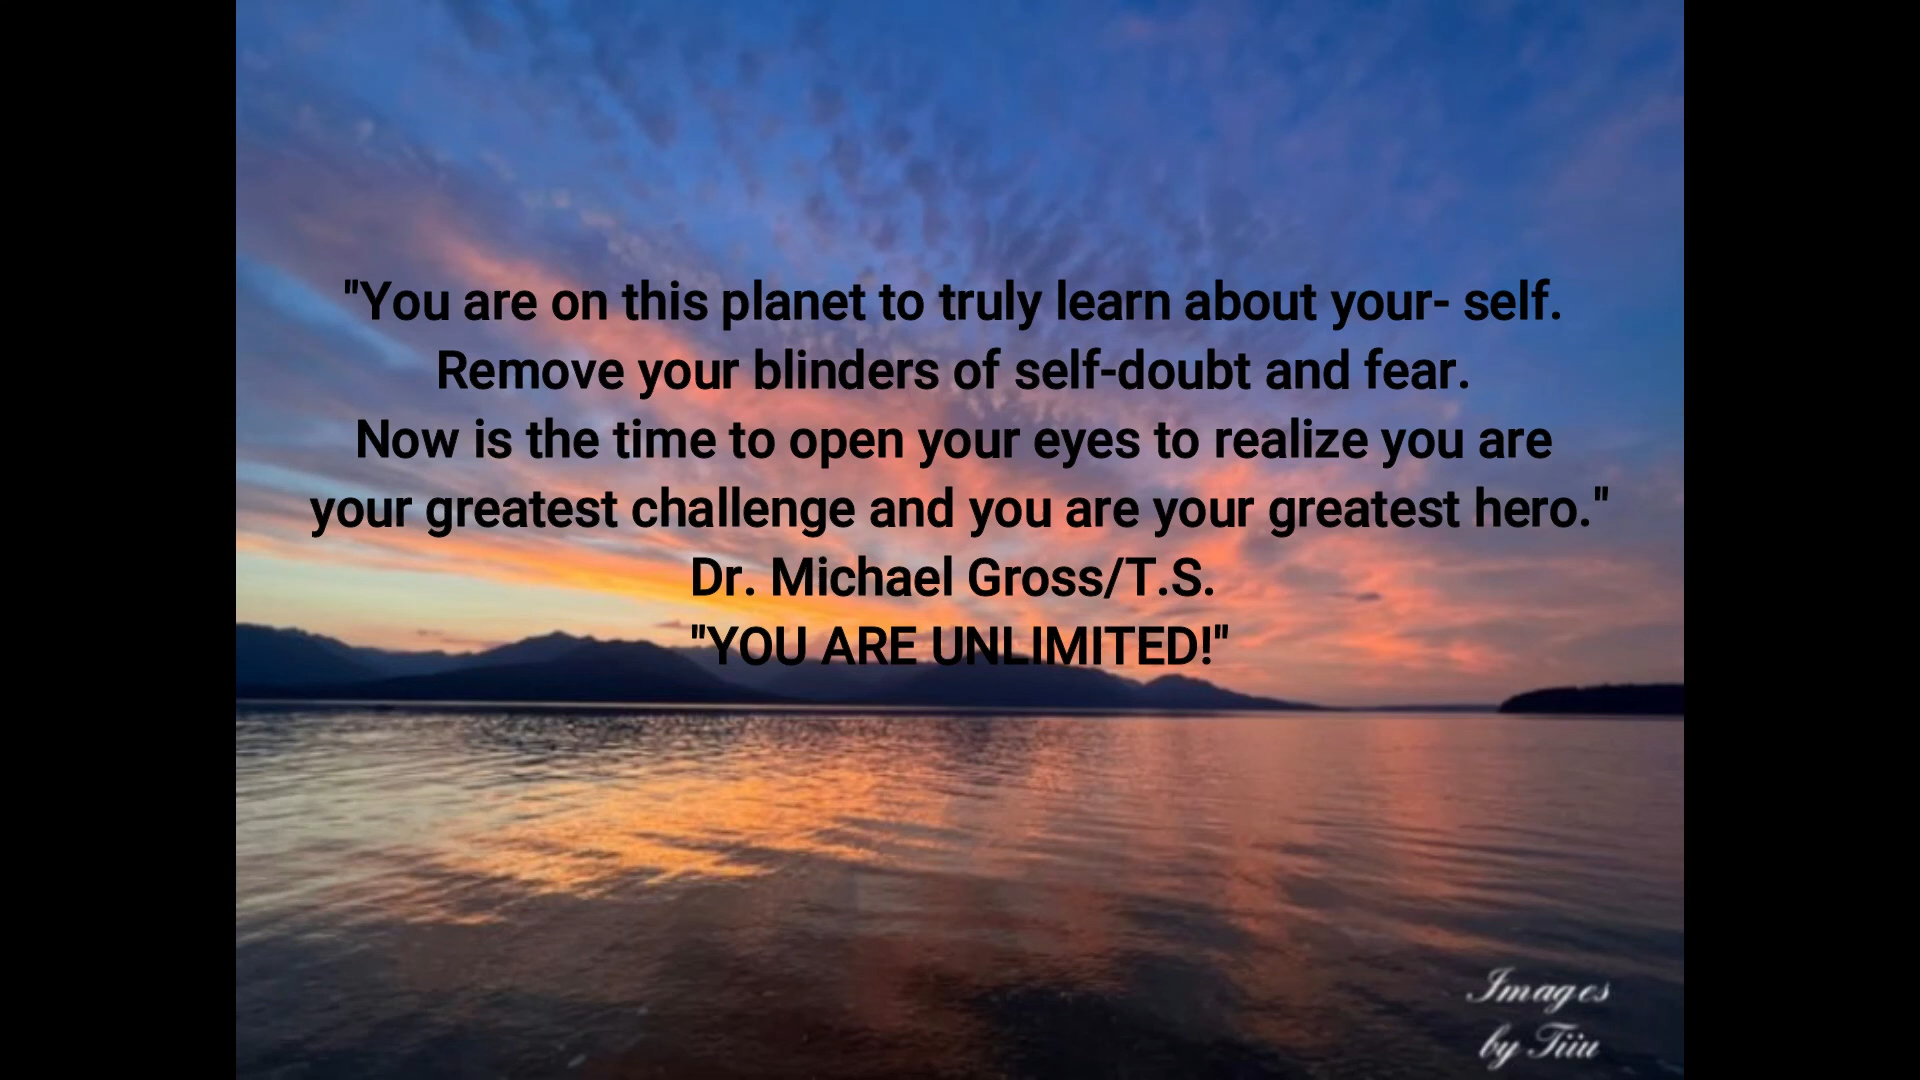 "You are on this planet to truly learn about your- self.
Remove your blinders of self-doubt and fear.
Now is the time to open your eyes to realize you are
your greatest challenge and you are your greatest hero."
Dr. Michael Gross/T.S.
"YOU ARE UNLIMITED!"
Images
by Tiiu